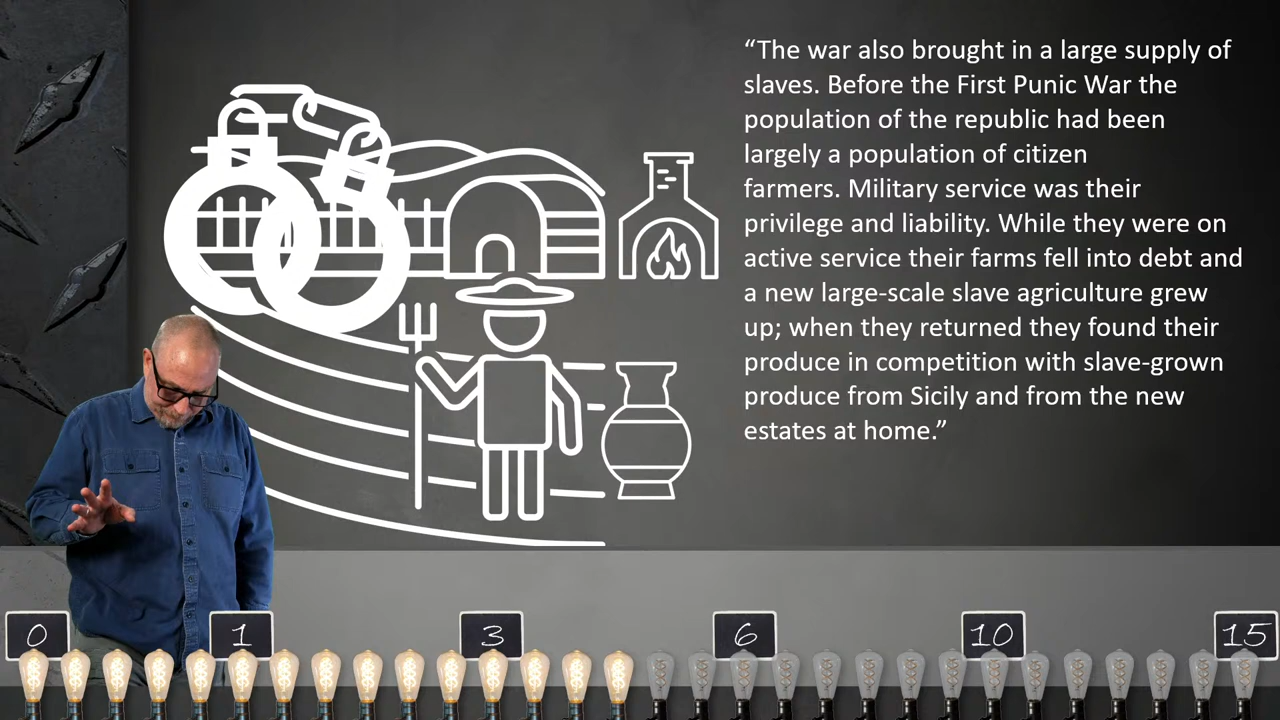 “The war also brought in a large supply of
slaves. Before the First Punic War the
population of the republic had been
largely a population of citizen
farmers. Military service was their
privilege and liability. While they were on
active service their farms fell into debt and
a new large-scale slave agriculture grew
up; when they returned they found their
produce in competition with slave-grown
produce from Sicily and from the new
estates at home.”
0 1 3 6 10 15